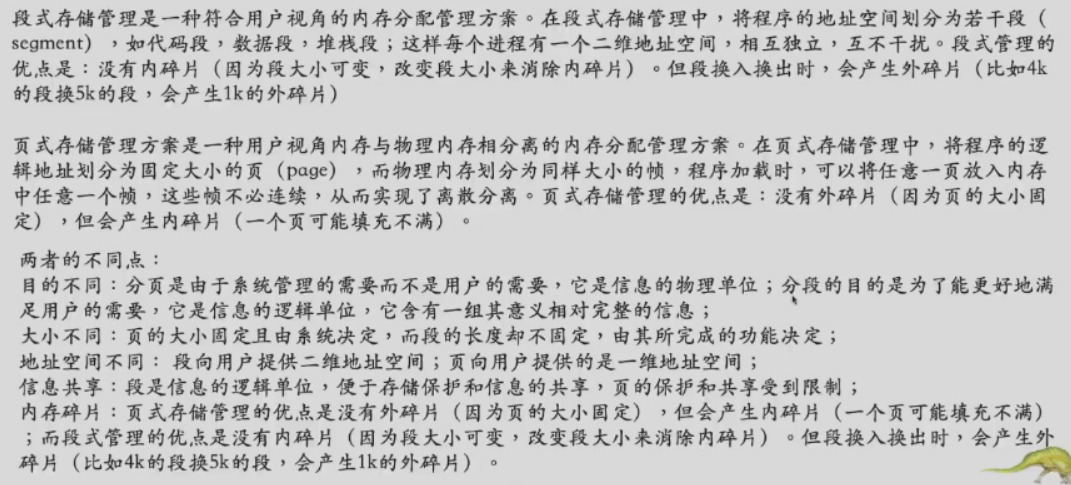 段式存储管理是一种符合用户视角的内存分配管理方案。在段式存储管理中，将程序的地址空间划分为若干段（
segment），如代码段，数据段，堆栈段；这样每个进程有一个二维地址空间，相互独立，互不干扰。段式管理的
优点是：没有内碎片（因为段大小可变，改变段大小来消除内碎片）。但段换入换出时，会产生外碎片（比如4k
的段换5k的段，会产生1k的外碎片）
页式存储管理方案是一种用户视角内存与物理内存相分离的内存分配管理方案。在页式存储管理中，将程序的逻
辑地址划分为固定大小的页（page），而物理内存划分为同样大小的帧，程序加载时，可以将任意一页放入内存
中任意一个帧，这些帧不必连续，从而实现了离散分离。页式存储管理的优点是：没有外碎片（因为页的大小固
定），但会产生内碎片（一个页可能填充不满）。
两者的不同点：
目的不同：分页是由于系统管理的需要而不是用户的需要，它是信息的物理单位；分段的目的是为了能更好地满
足用户的需要，它是信息的逻辑单位，它含有一组其意义相对完整的信息；
大小不同：页的大小固定且由系统决定，而段的长度却不固定，由其所完成的功能决定；
地址空间不同： 段向用户提供二维地址空间；页向用户提供的是一维地址空间；
信息共享：段是信息的逻辑单位，便于存储保护和信息的共享，页的保护和共享受到限制；
内存碎片：页式存储管理的优点是没有外碎片（因为页的大小固定），但会产生内碎片（一个页可能填充不满）
；而段式管理的优点是没有内碎片（因为段大小可变，改变段大小来消除内碎片）。但段换入换出时，会产生外
碎片（比如4k的段换5k的段，会产生1k的外碎片）。